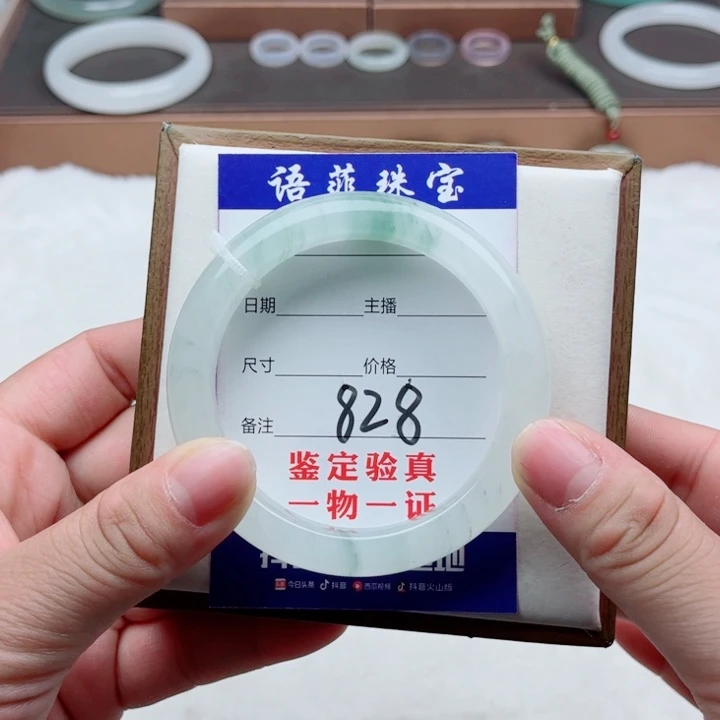 语菲珠宝
日期 主播
尺寸 价格
备注 828
鉴定验真
一物一证
今日头条 抖音 西瓜视频 抖音火山版